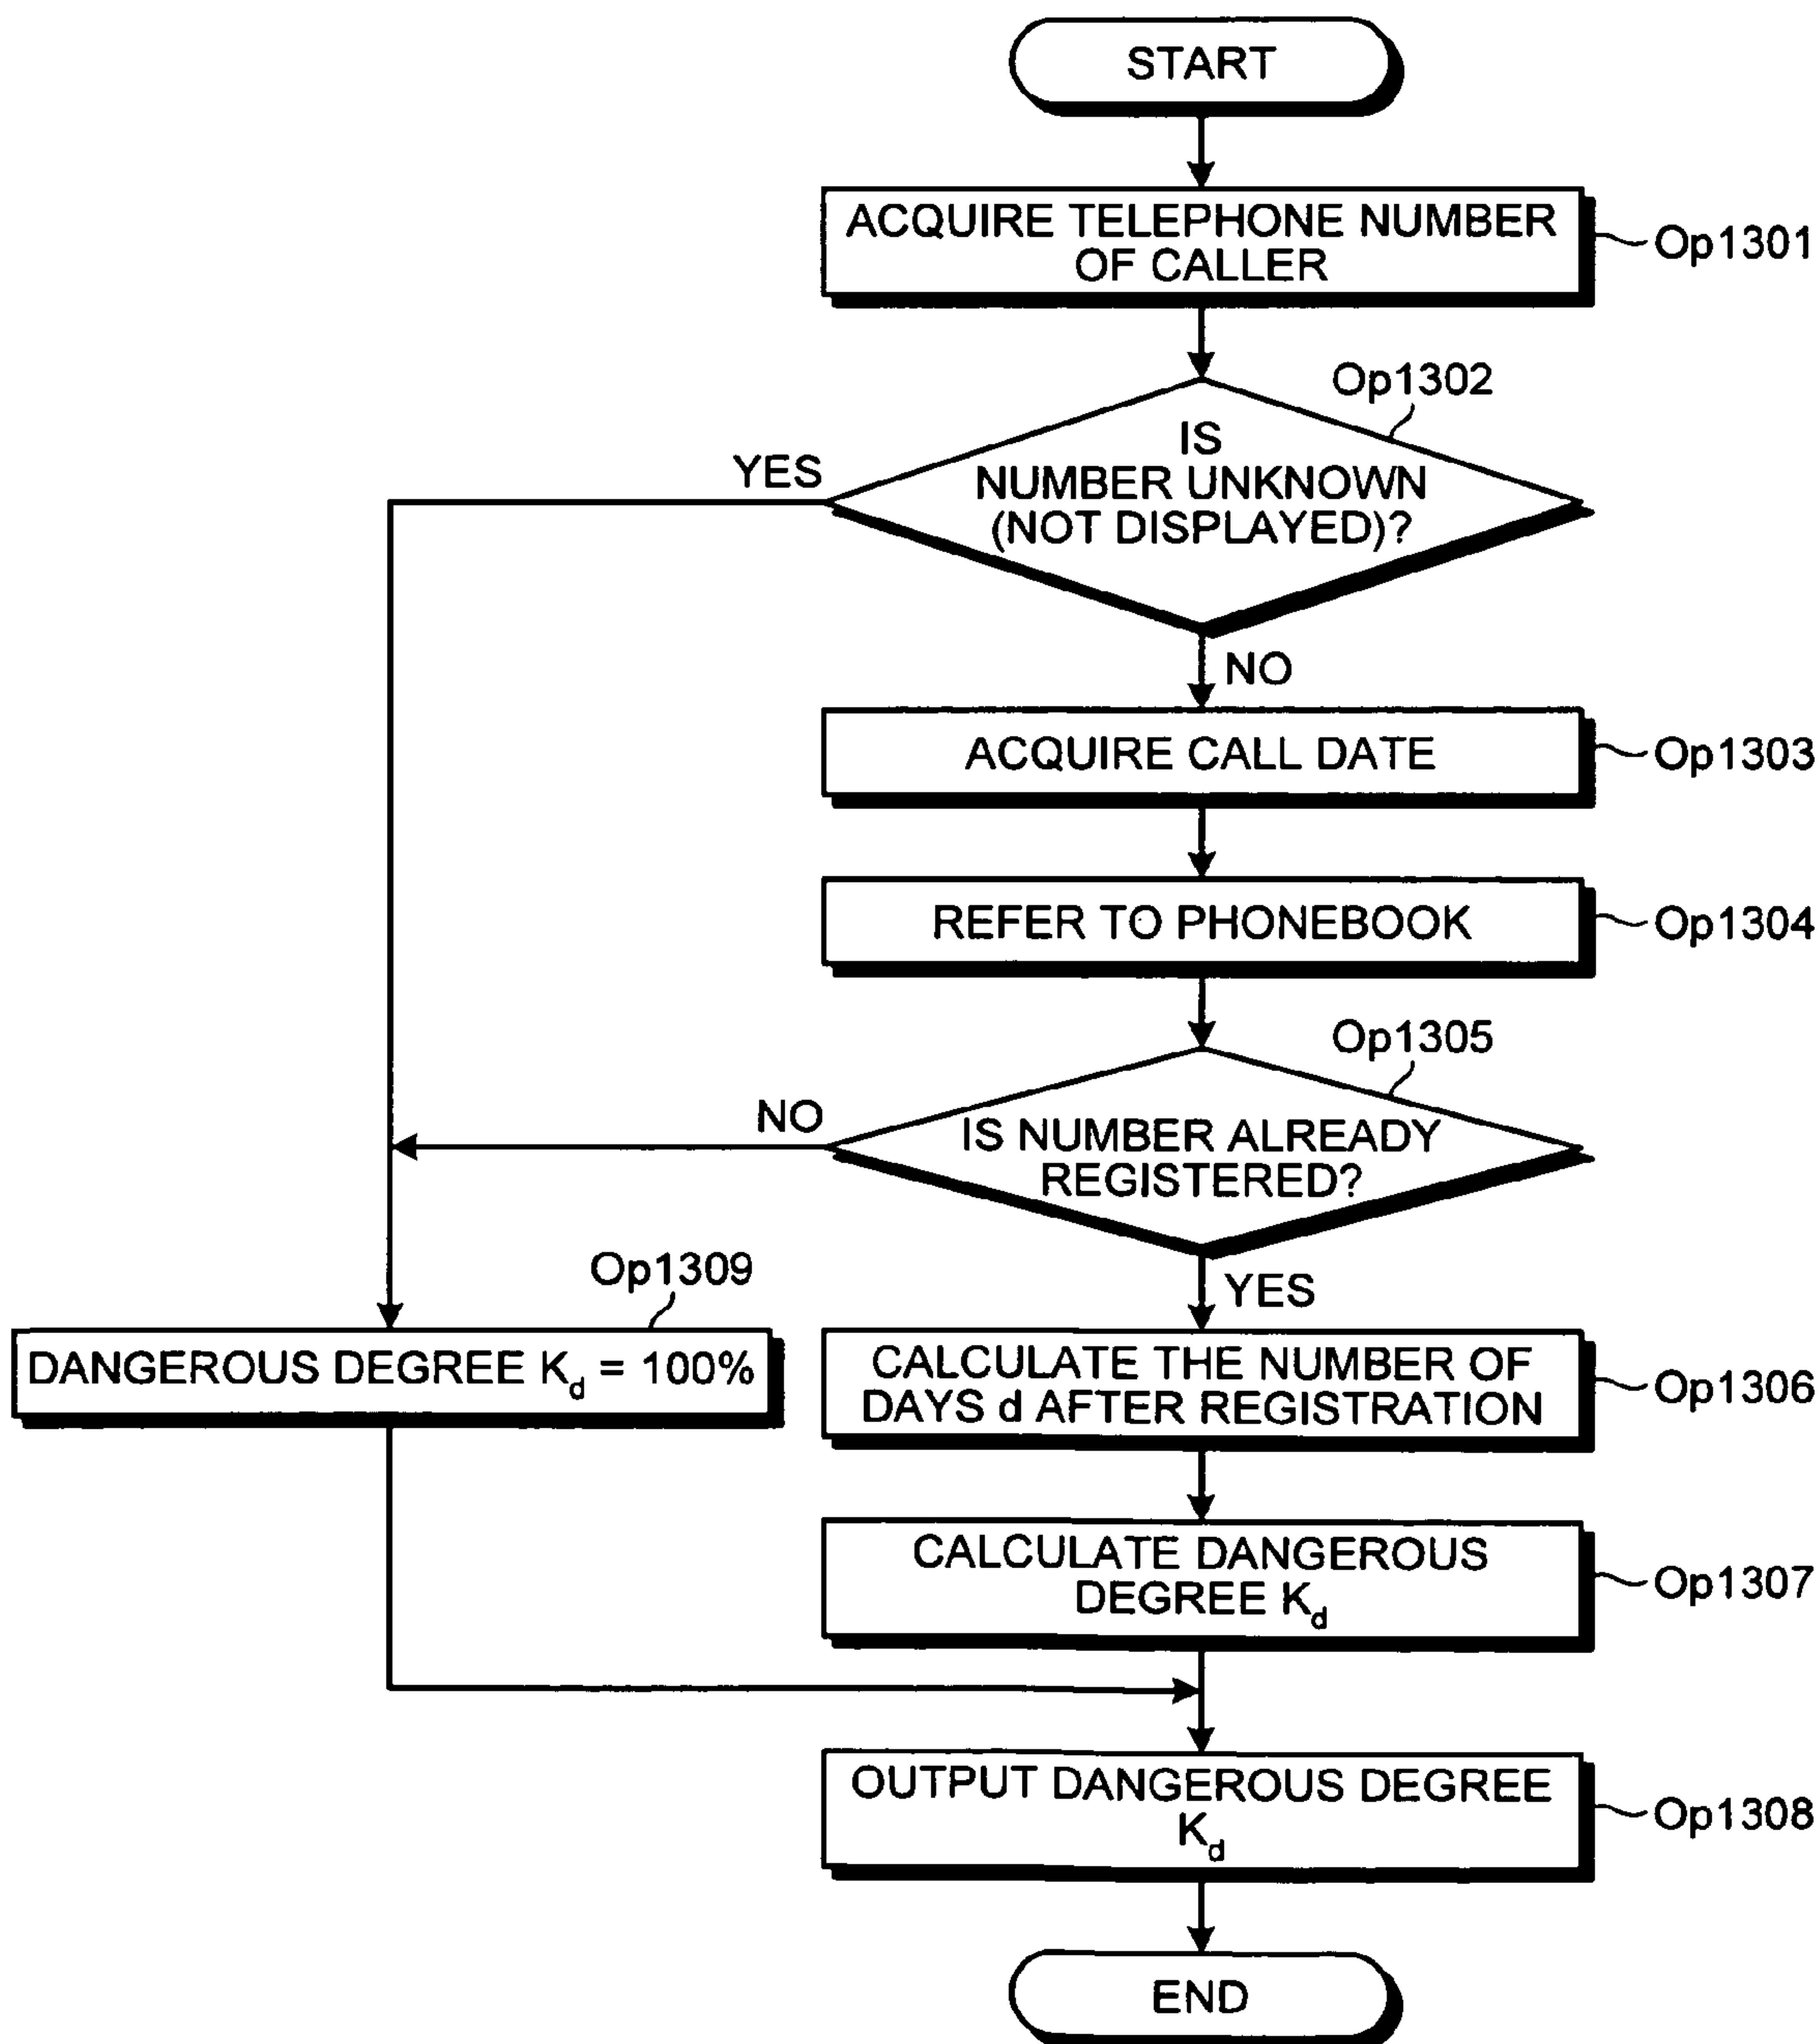 START
ACQUIRE TELEPHONE NUMBER
OF CALLER
Op1301
Op1302
IS
NUMBER UNKNOWN
(NOT DISPLAYED)?
YES
NO
ACQUIRE CALL DATE
Op1303
REFER TO PHONEBOOK
Op1304
Op1305
IS NUMBER ALREADY
REGISTERED?
NO
YES
Op1309
DANGEROUS DEGREE Kd = 100%
CALCULATE THE NUMBER OF
DAYS d AFTER REGISTRATION
Op1306
CALCULATE DANGEROUS
DEGREE Kd
Op1307
OUTPUT DANGEROUS DEGREE
Kd
Op1308
END